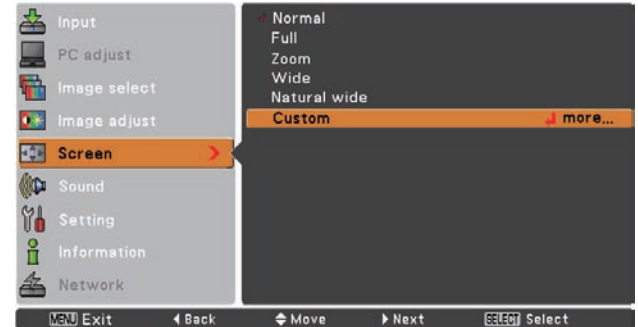 Input
PC adjust
Image select
Image adjust
Screen
Sound
Setting
Information
Network
Normal
Full
Zoom
Wide
Natural wide
Custom more...
MENU Exit Back Move Next SELECT Select